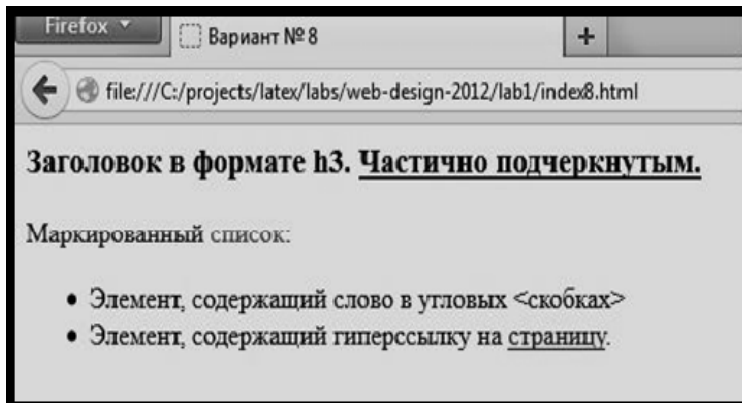 Firefox
Вариант № 8
file:///C:/projects/latex/labs/web-design-2012/lab1/index8.html
Заголовок в формате h3. Частично подчеркнутым.
Маркированный список:
Элемент, содержащий слово в угловых <скобках>
Элемент, содержащий гиперссылку на страницу.